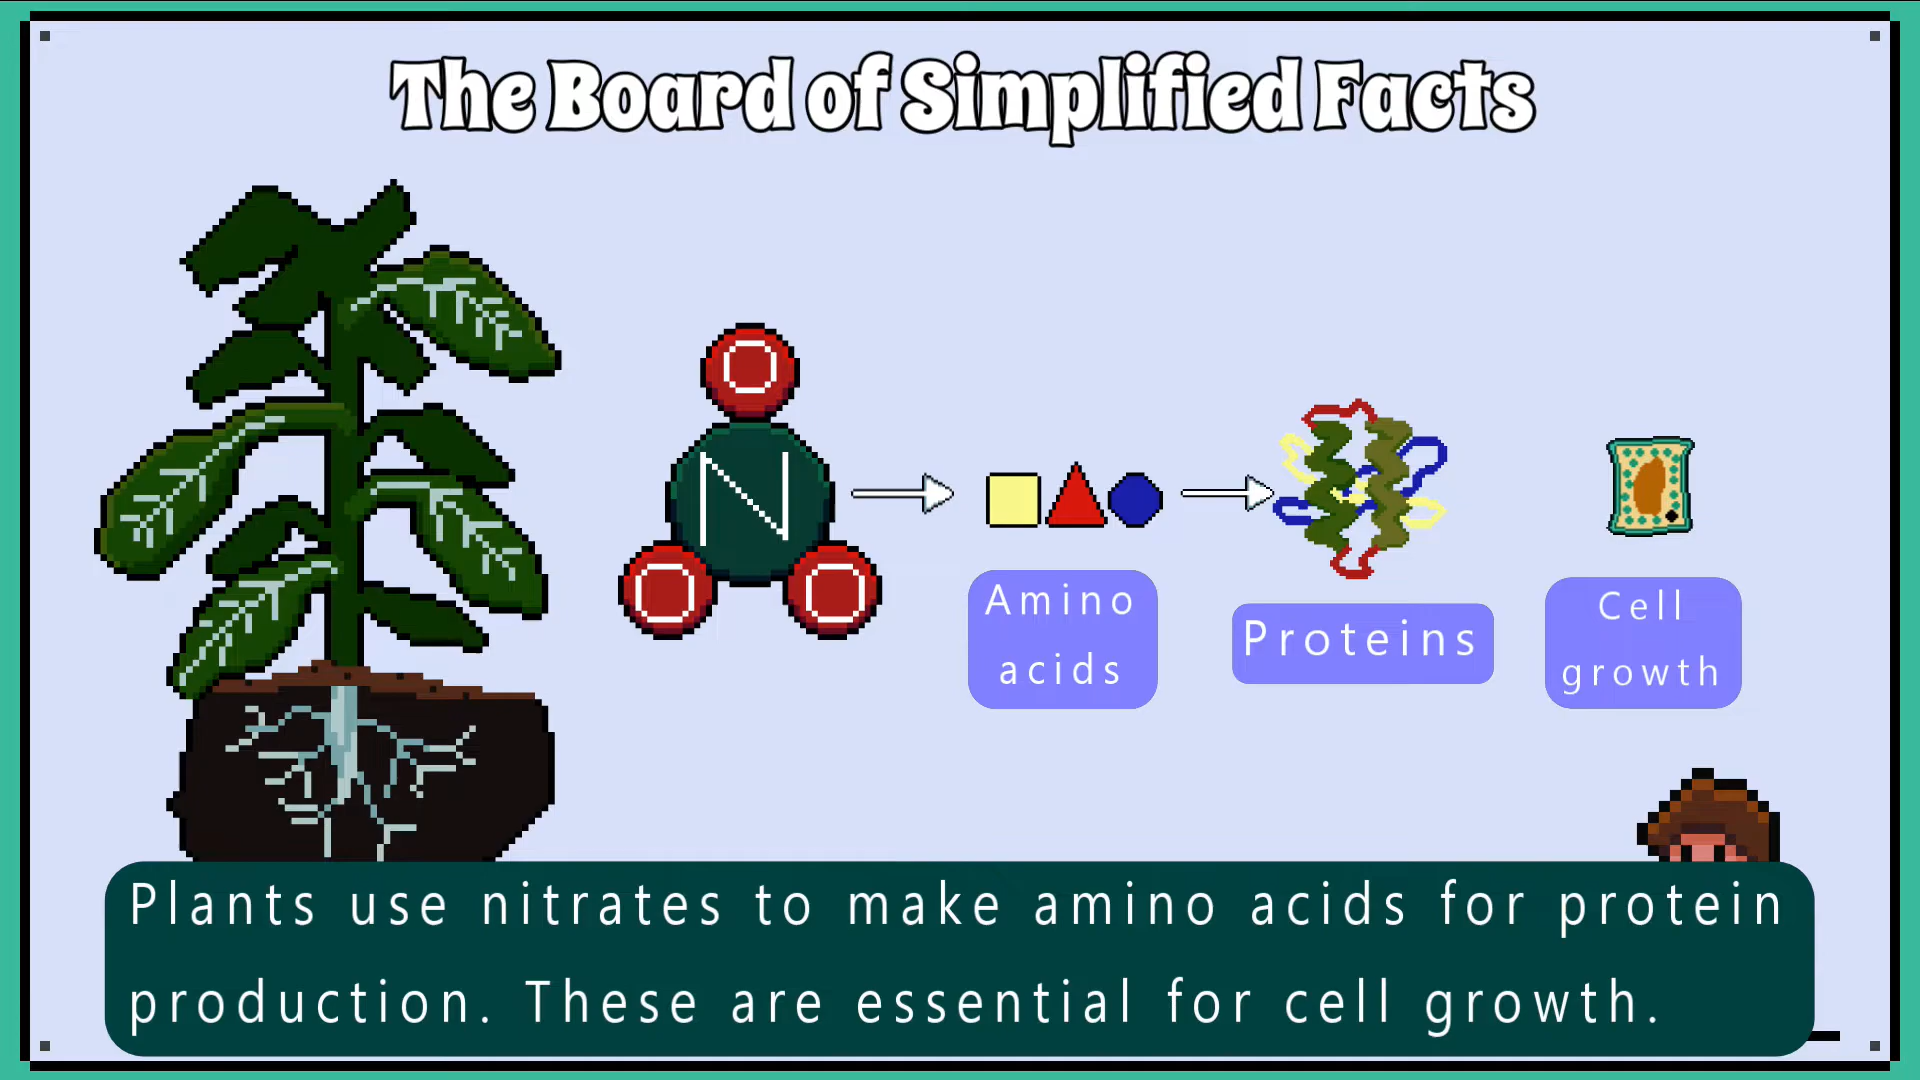 The Board of Simplified Facts
O
N
O O
Amino
acids
Proteins
Cell
growth
Plants use nitrates to make amino acids for protein
production. These are essential for cell growth.